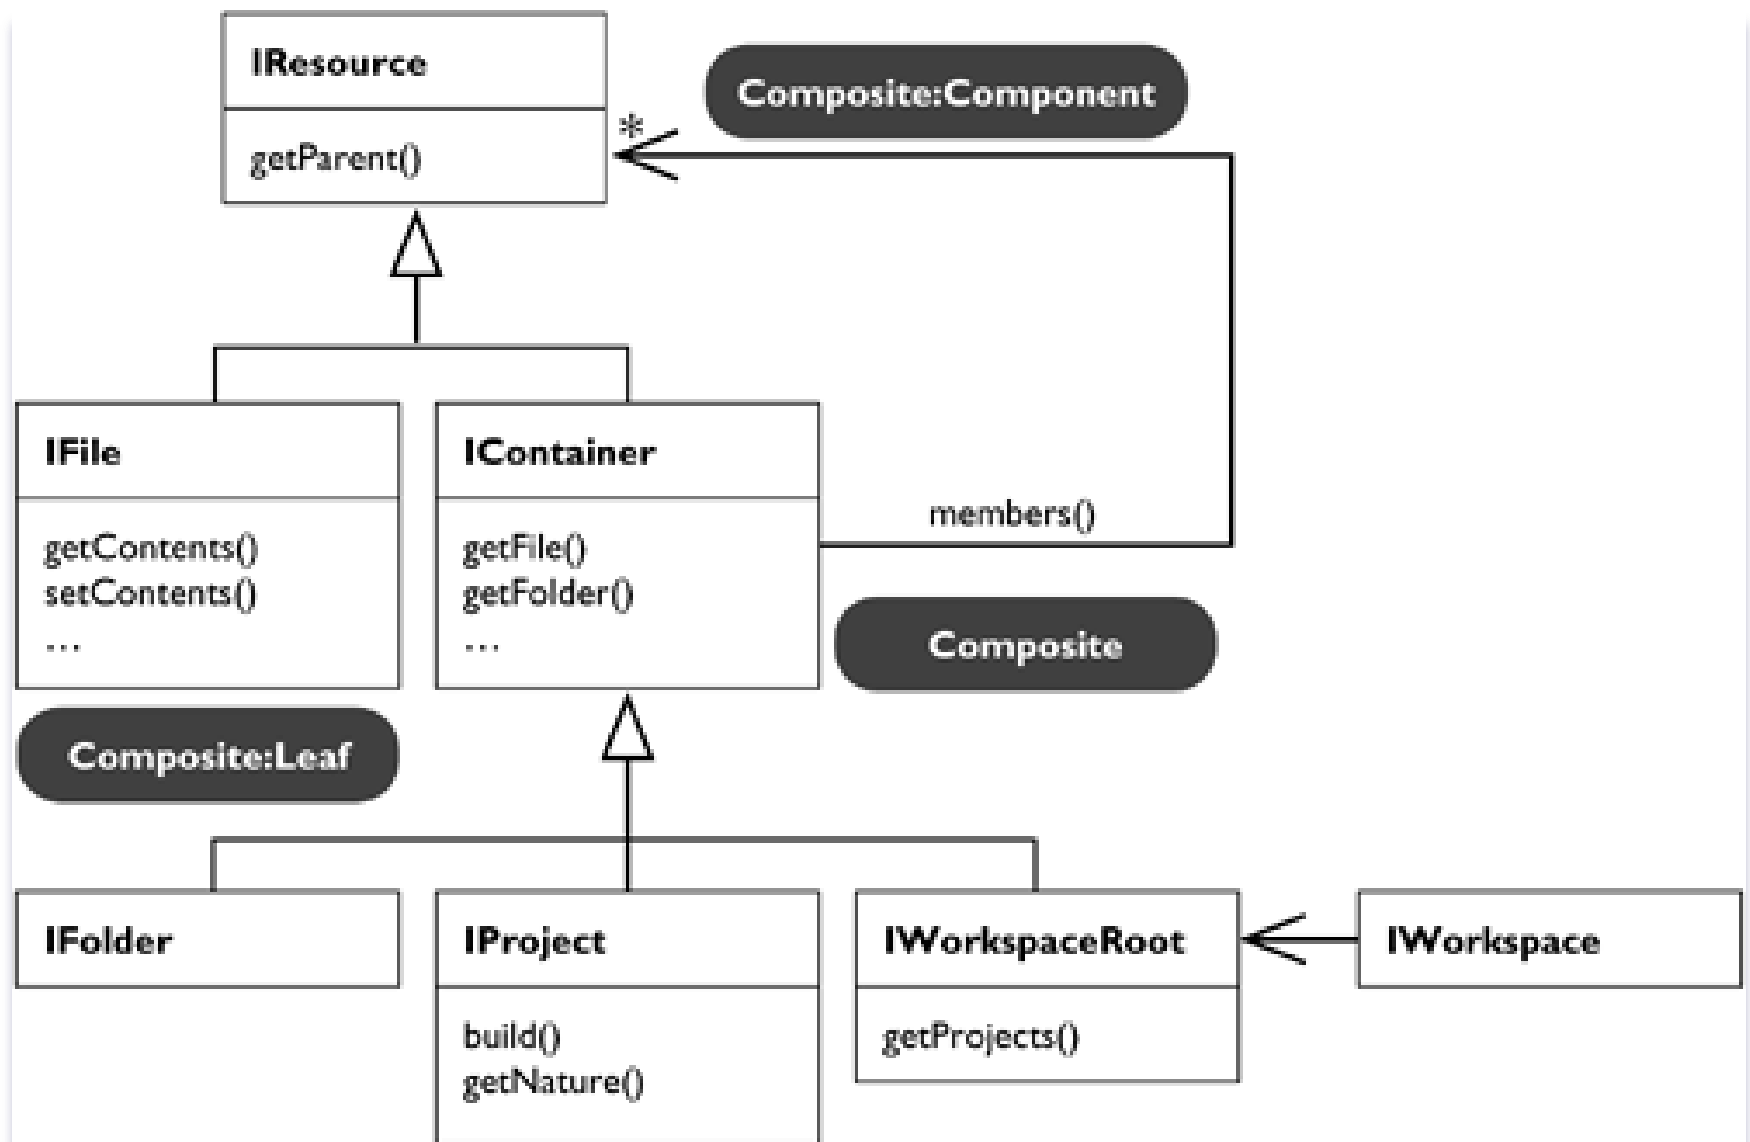 IResource
Composite:Component
*
getParent()
IFile
IContainer
members()
getContents()
setContents()
...
getFile()
getFolder()
...
Composite
Composite:Leaf
IFolder
IProject
IWorkspaceRoot
IWorkspace
build()
getNature()
getProjects()